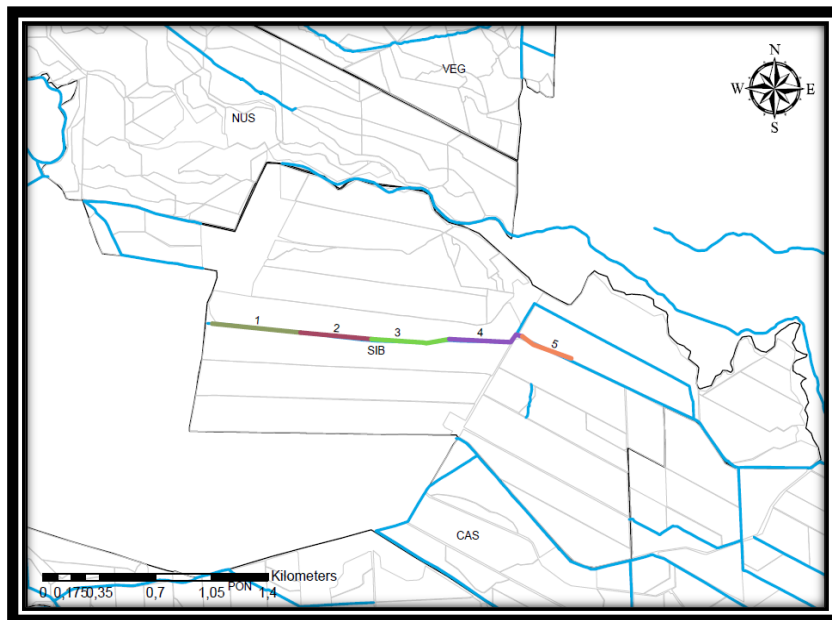 VEG
N
W E
S
NUS
1
2
3
4
5
SIB
CAS
Kilometers
PON
0 0,175 0,35 0,7 1,05 1,4